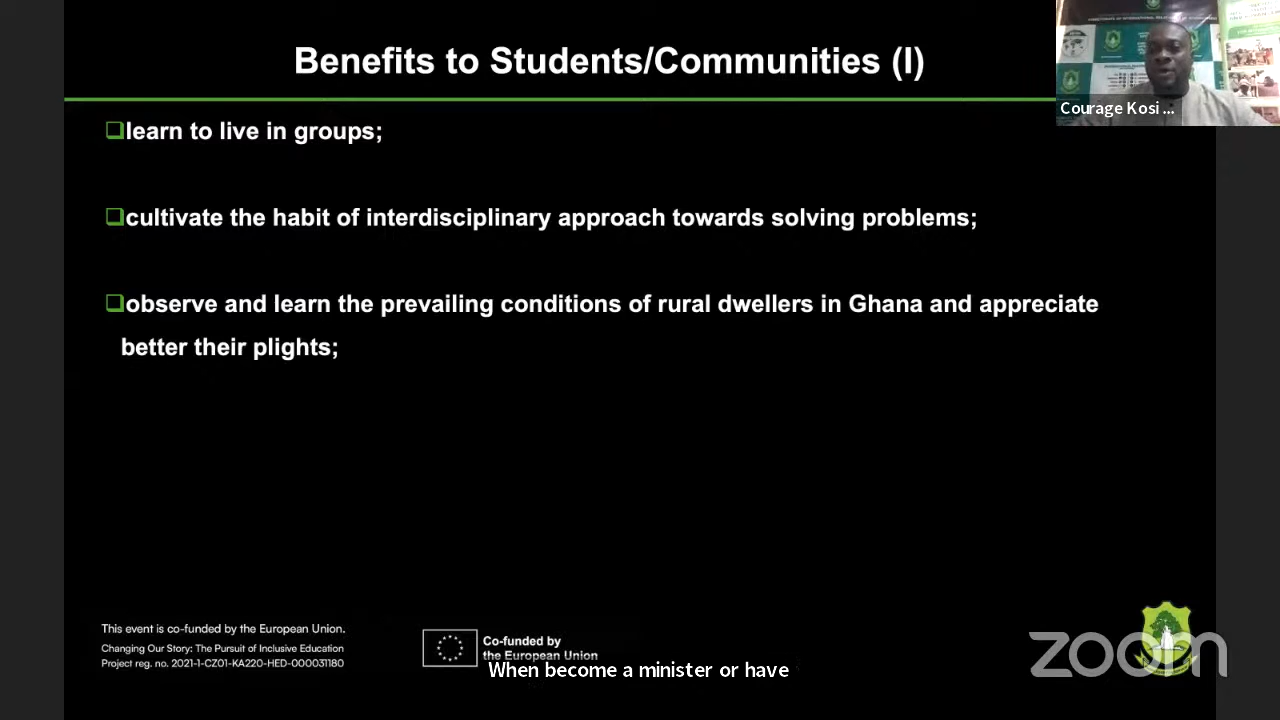 Benefits to Students/Communities (I)
Courage Kosi ...
learn to live in groups;
cultivate the habit of interdisciplinary approach towards solving problems;
observe and learn the prevailing conditions of rural dwellers in Ghana and appreciate
better their plights;
This event is co-funded by the European Union.
Changing Our Story: The Pursuit of Inclusive Education
Project reg. no. 2021-1-CZ01-KA220-HED-000031180
Co-funded by
the European Union
When become a minister or have
zoom